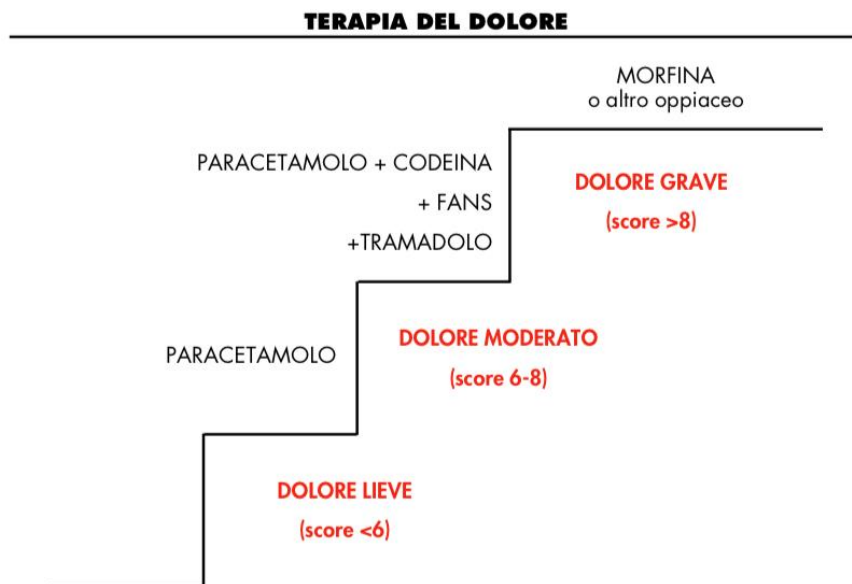 TERAPIA DEL DOLORE
MORFINA
o altro oppiaceo
PARACETAMOLO + CODEINA
+ FANS
+TRAMADOLO
DOLORE GRAVE
(score >8)
PARACETAMOLO
DOLORE MODERATO
(score 6-8)
DOLORE LIEVE
(score <6)